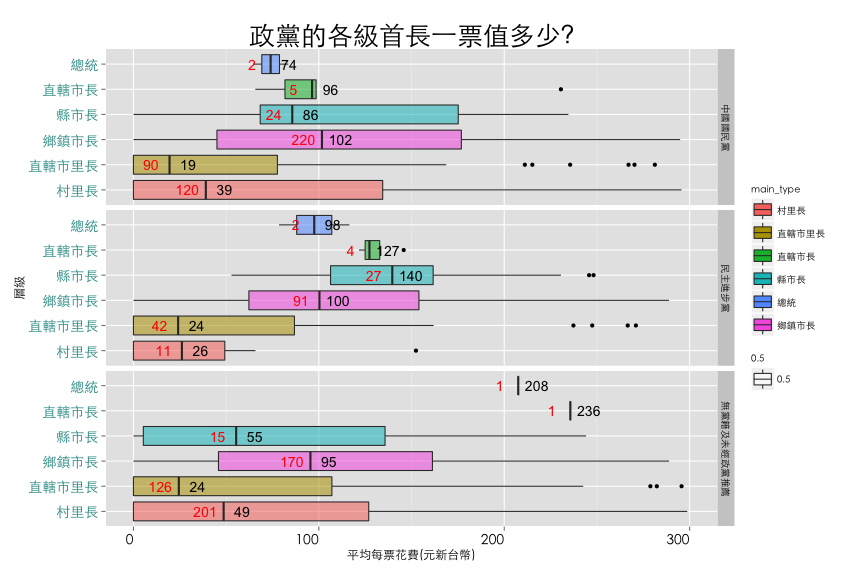 政黨的各級首長一票值多少?
層級
總統 2 74
直轄市長 5 96
縣市長 24 86
鄉鎮市長 220 102
直轄市里長 90 19
村里長 120 39
中國國民黨
總統 2 98
直轄市長 4 127
縣市長 27 140
鄉鎮市長 91 100
直轄市里長 42 24
村里長 11 26
民主進步黨
總統 1 208
直轄市長 1 236
縣市長 15 55
鄉鎮市長 170 95
直轄市里長 126 24
村里長 201 49
無黨籍及未經政黨推薦
0 100 200 300
平均每票花費(元新台幣)
main_type
村里長
直轄市里長
直轄市長
縣市長
總統
鄉鎮市長
0.5
0.5